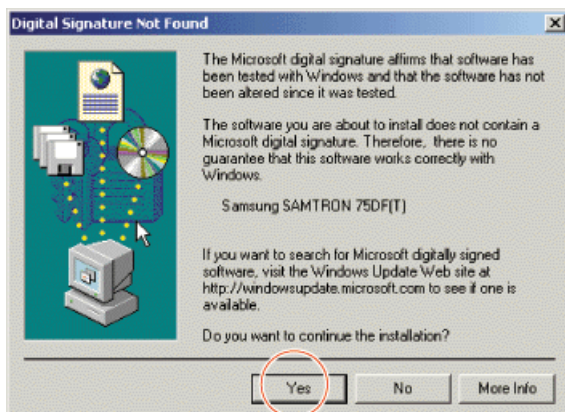 Digital Signature Not Found
The Microsoft digital signature affirms that software has
been tested with Windows and that the software has not
been altered since it was tested.
The software you are about to install does not contain a
Microsoft digital signature. Therefore, there is no
guarantee that this software works correctly with
Windows.
Samsung SAMTRON 75DF(T)
If you want to search for Microsoft digitally signed
software, visit the Windows Update Web site at
http://windowsupdate.microsoft.com to see if one is
available.
Do you want to continue the installation?
Yes No More Info